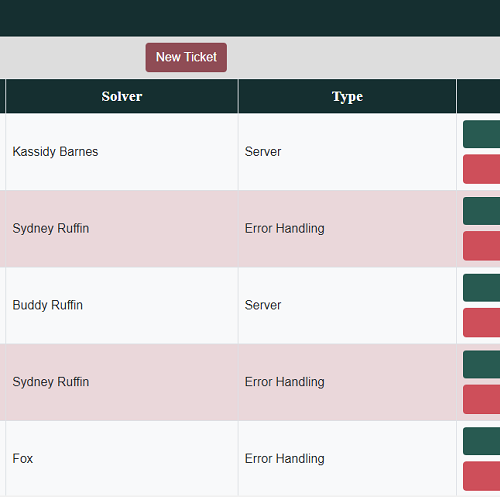 New Ticket
Solver Type
Kassidy Barnes Server
Sydney Ruffin Error Handling
Buddy Ruffin Server
Sydney Ruffin Error Handling
Fox Error Handling